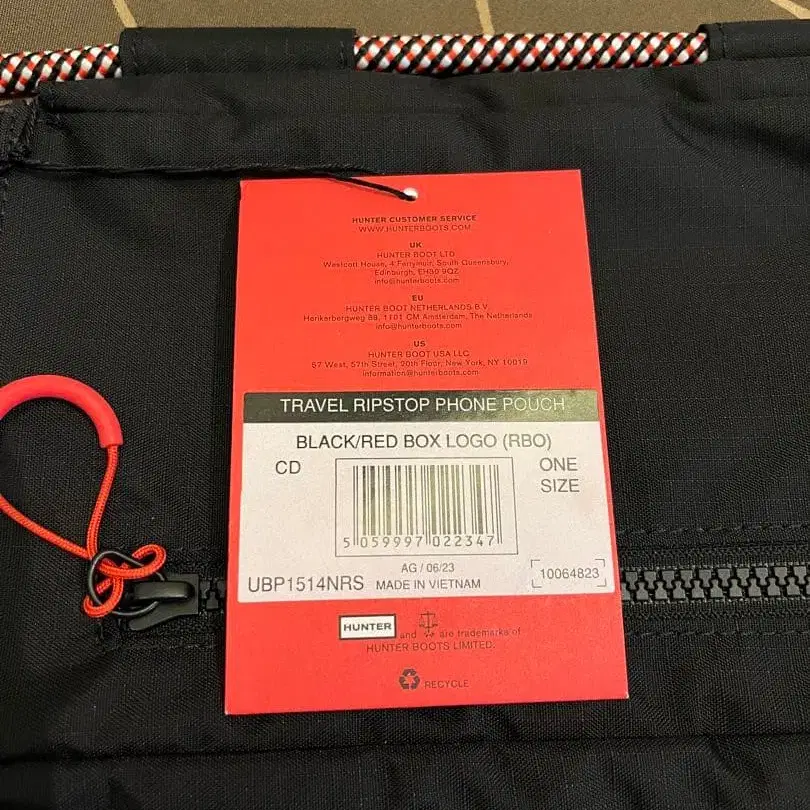 HUNTER CUSTOMER SERVICE
WWW.HUNTERBOOTS.COM
UK
HUNTER BOOT LTD
Westcott House, 4 Ferrymuir, South Queensbury,
Edinburgh, EH30 9QZ
info@hunterboots.com
EU
HUNTER BOOT NETHERLANDS B.V.
Herikerbergweg 88, 1101 CM Amsterdam, The Netherlands
info@hunterboots.com
US
HUNTER BOOT USA LLC
57 West, 57th Street, 20th Floor, New York, NY 10019
information@hunterboots.com
TRAVEL RIPSTOP PHONE POUCH
BLACK/RED BOX LOGO (RBO)
CD
ONE
SIZE
5 059997 022347
AG / 06/23
UBP1514NRS MADE IN VIETNAM
10064823
HUNTER and are trademarks of
HUNTER BOOTS LIMITED.
RECYCLE